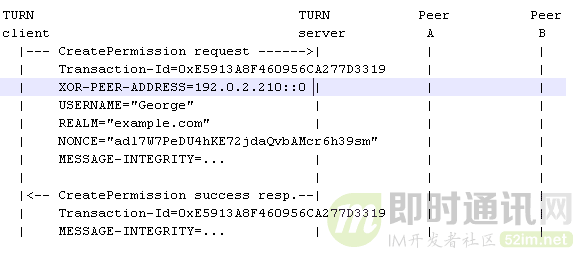 TURN TURN Peer Peer
client server A B
|--- CreatePermission request ------>| | |
| Transaction-Id=0xE5913A8F460956CA277D3319 | |
| XOR-PEER-ADDRESS=192.0.2.210::0 | | |
| USERNAME="George" | | |
| REALM="example.com" | | |
| NONCE="adl7W7PeDU4hKE72jdaQvbAMcr6h39sm" | |
| MESSAGE-INTEGRITY=... | | |
| | | |
|<-- CreatePermission success resp.--| | |
| Transaction-Id=0xE5913A8F460956CA277D3319 | |
| MESSAGE-INTEGRITY=... | | |
即时通讯网
IM开发者社区 52im.net